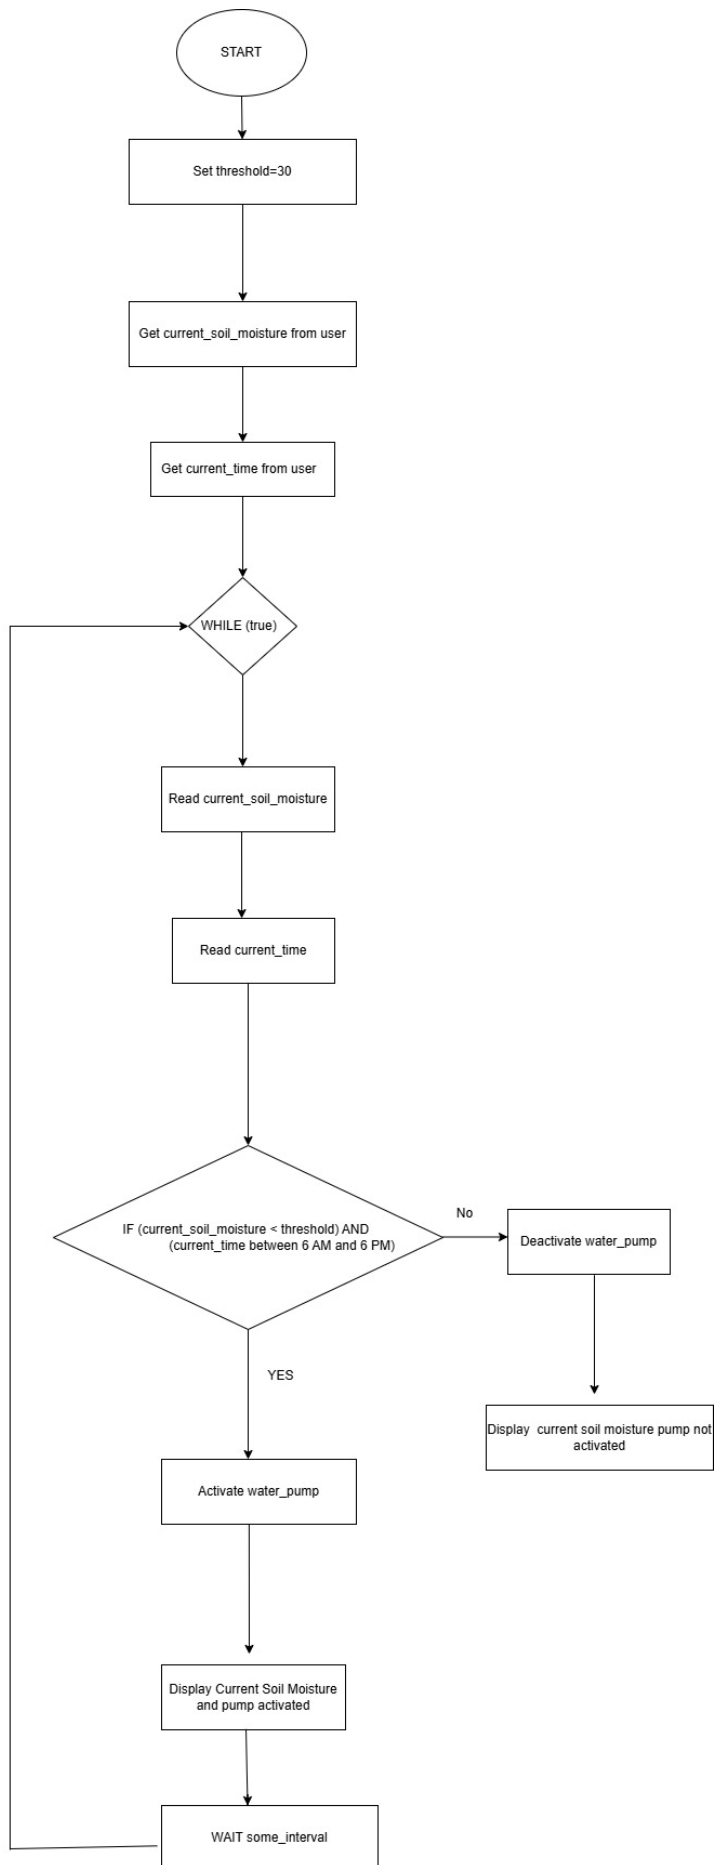 START
Set threshold=30
Get current_soil_moisture from user
Get current_time from user
WHILE (true)
Read current_soil_moisture
Read current_time
IF (current_soil_moisture < threshold) AND
(current_time between 6 AM and 6 PM)
No
Deactivate water_pump
Display  current soil moisture pump not
activated
YES
Activate water_pump
Display Current Soil Moisture
and pump activated
WAIT some_interval